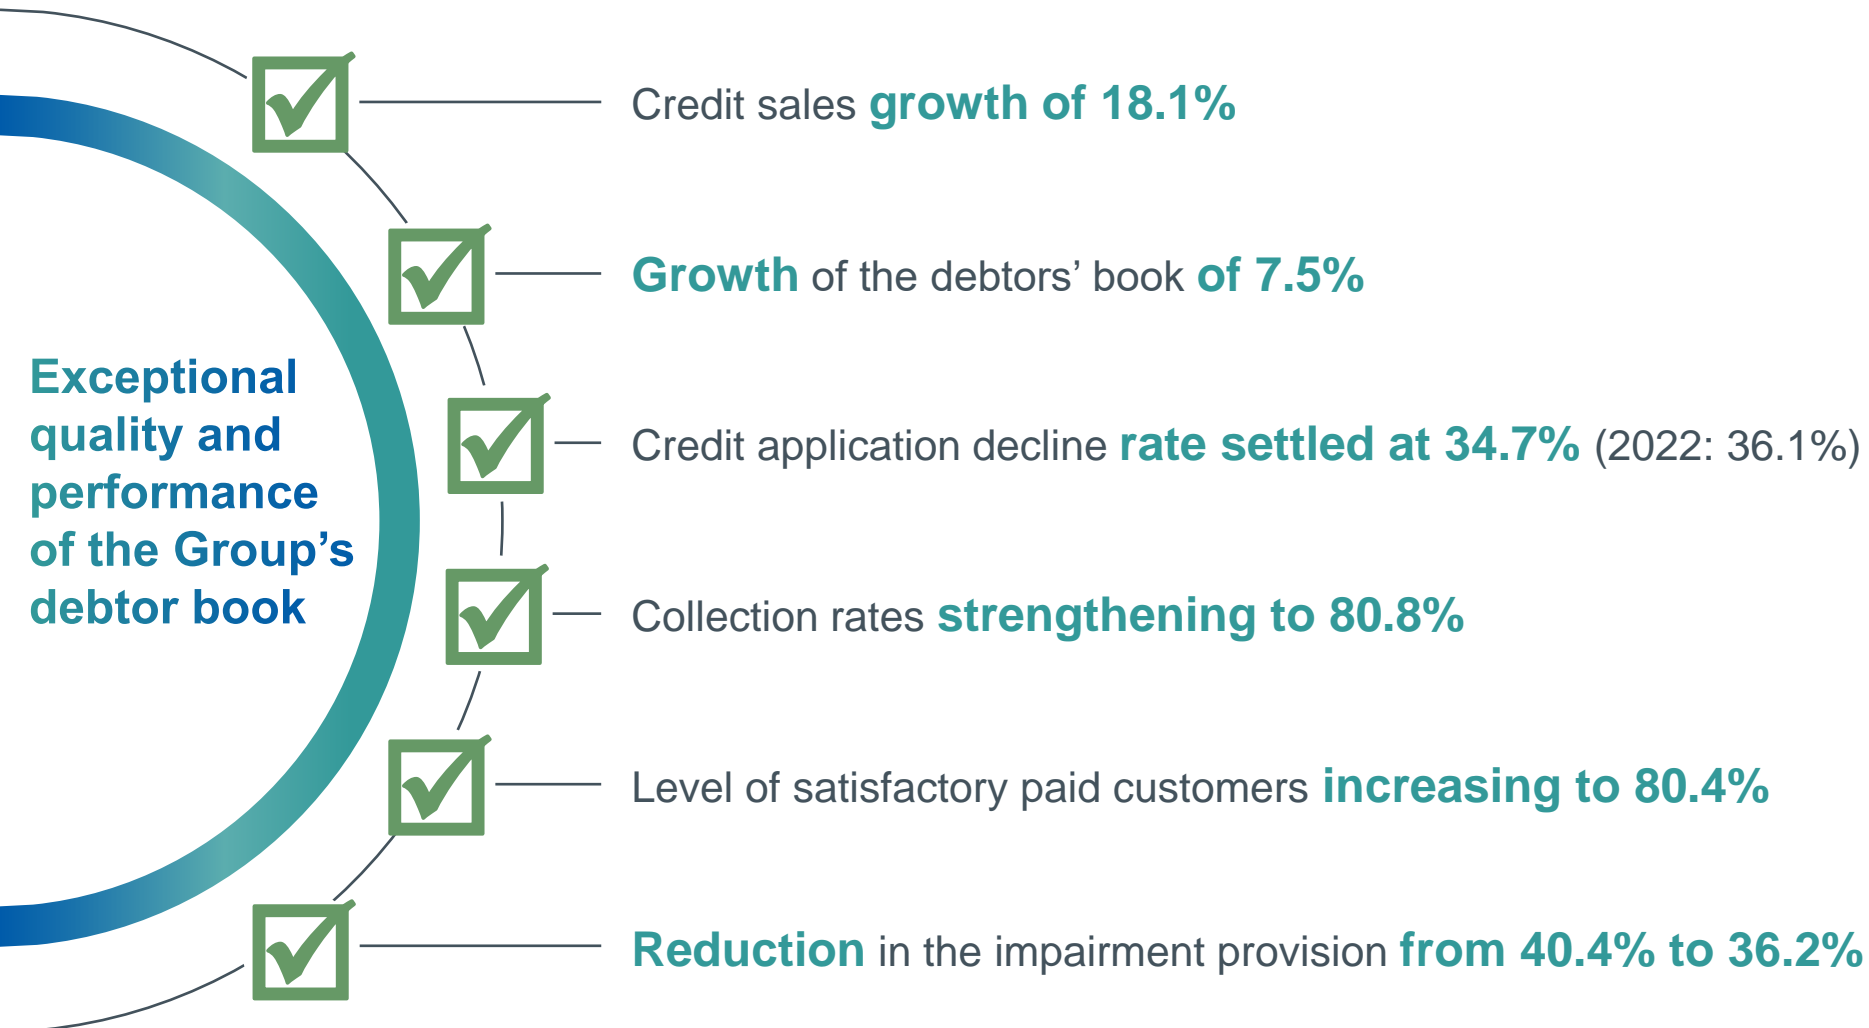 Exceptional
quality and
performance
of the Group’s
debtor book
Credit sales growth of 18.1%
Growth of the debtors’ book of 7.5%
Credit application decline rate settled at 34.7% (2022: 36.1%)
Collection rates strengthening to 80.8%
Level of satisfactory paid customers increasing to 80.4%
Reduction in the impairment provision from 40.4% to 36.2%